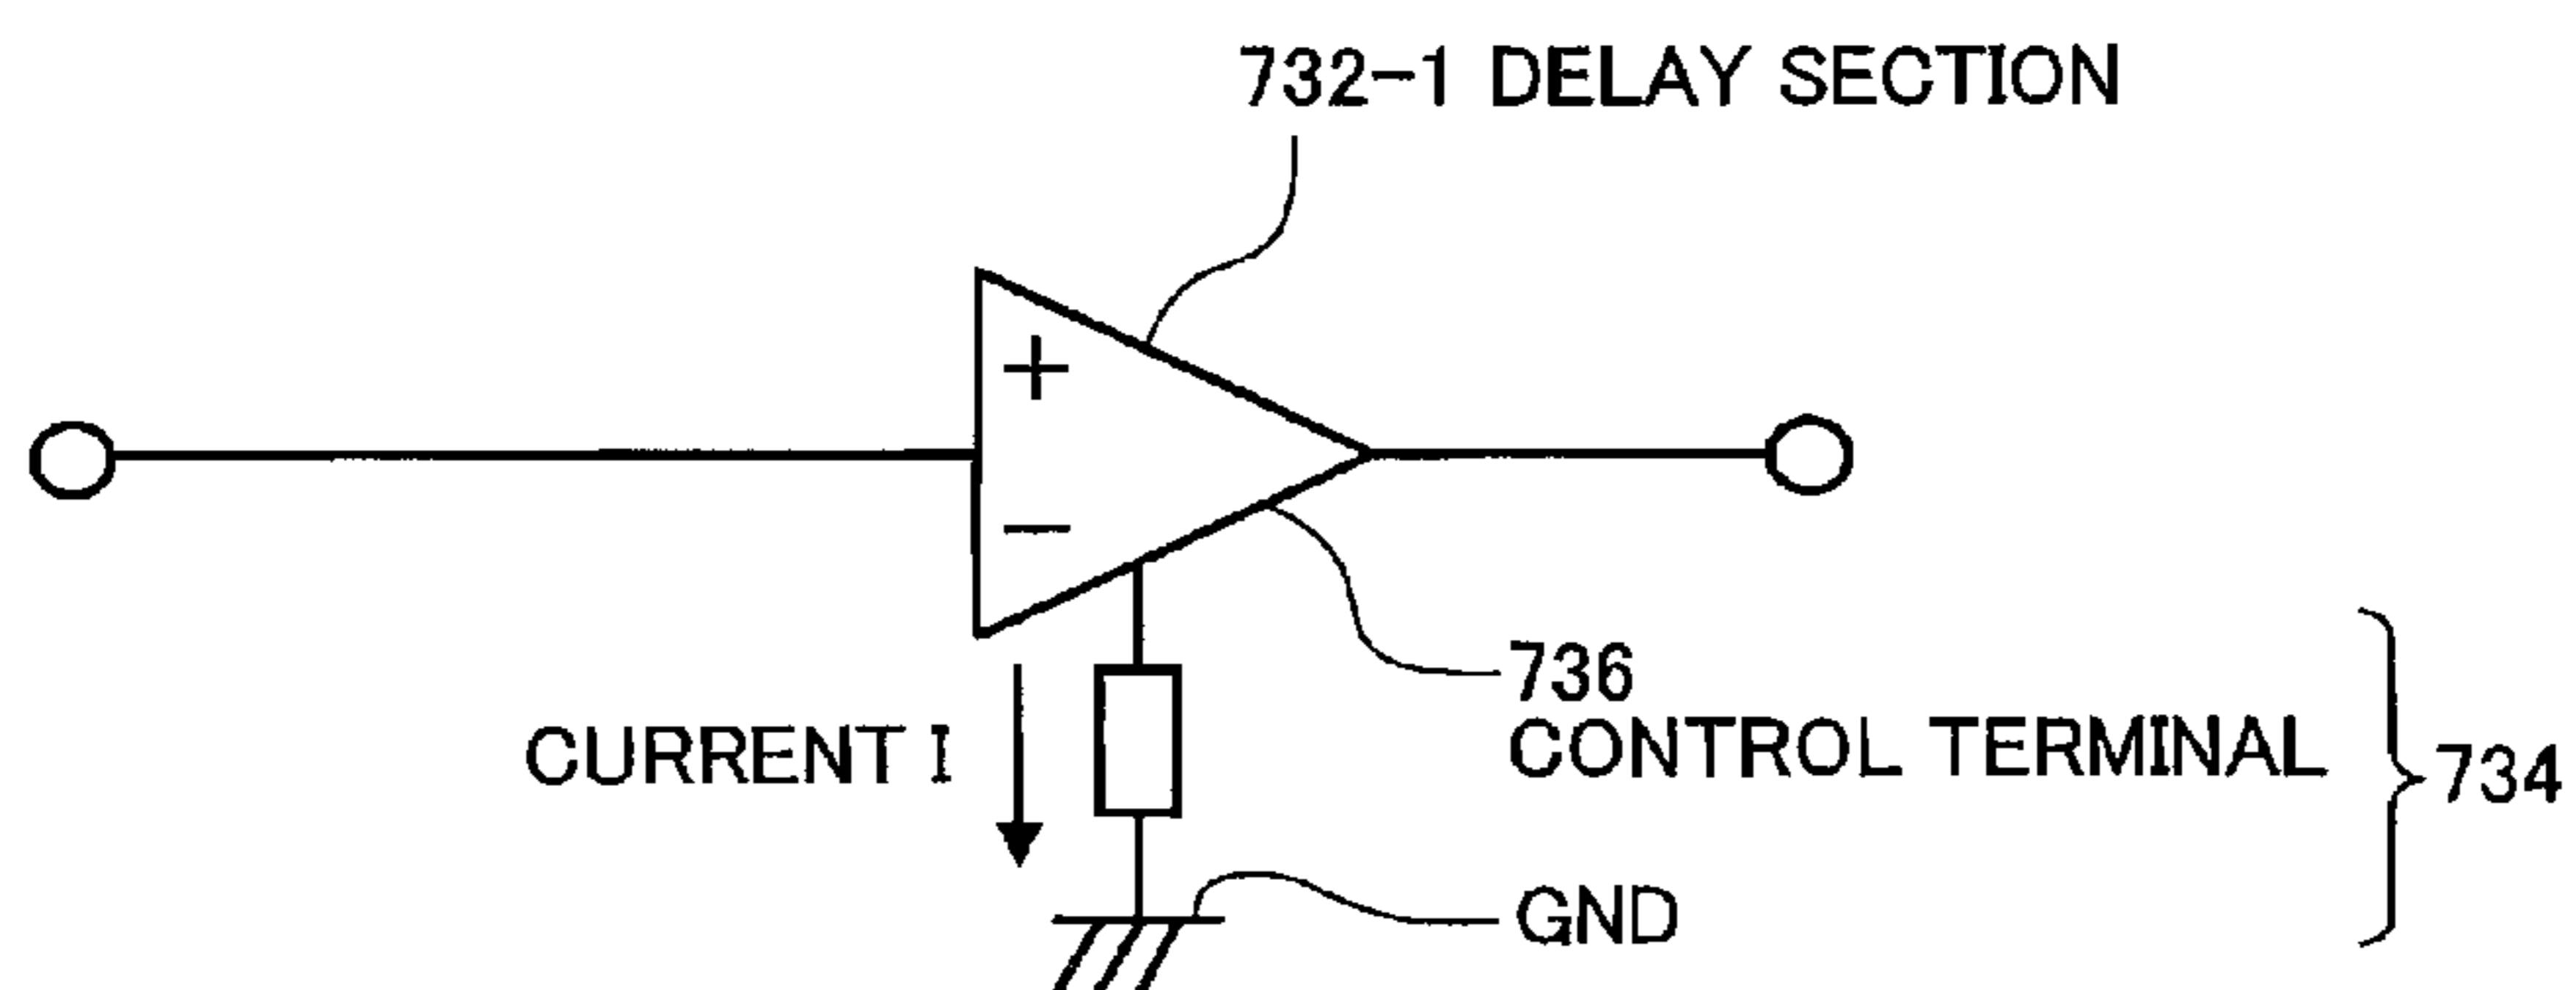 732-1 DELAY SECTION
+
−
736
CONTROL TERMINAL
734
CURRENT I
GND